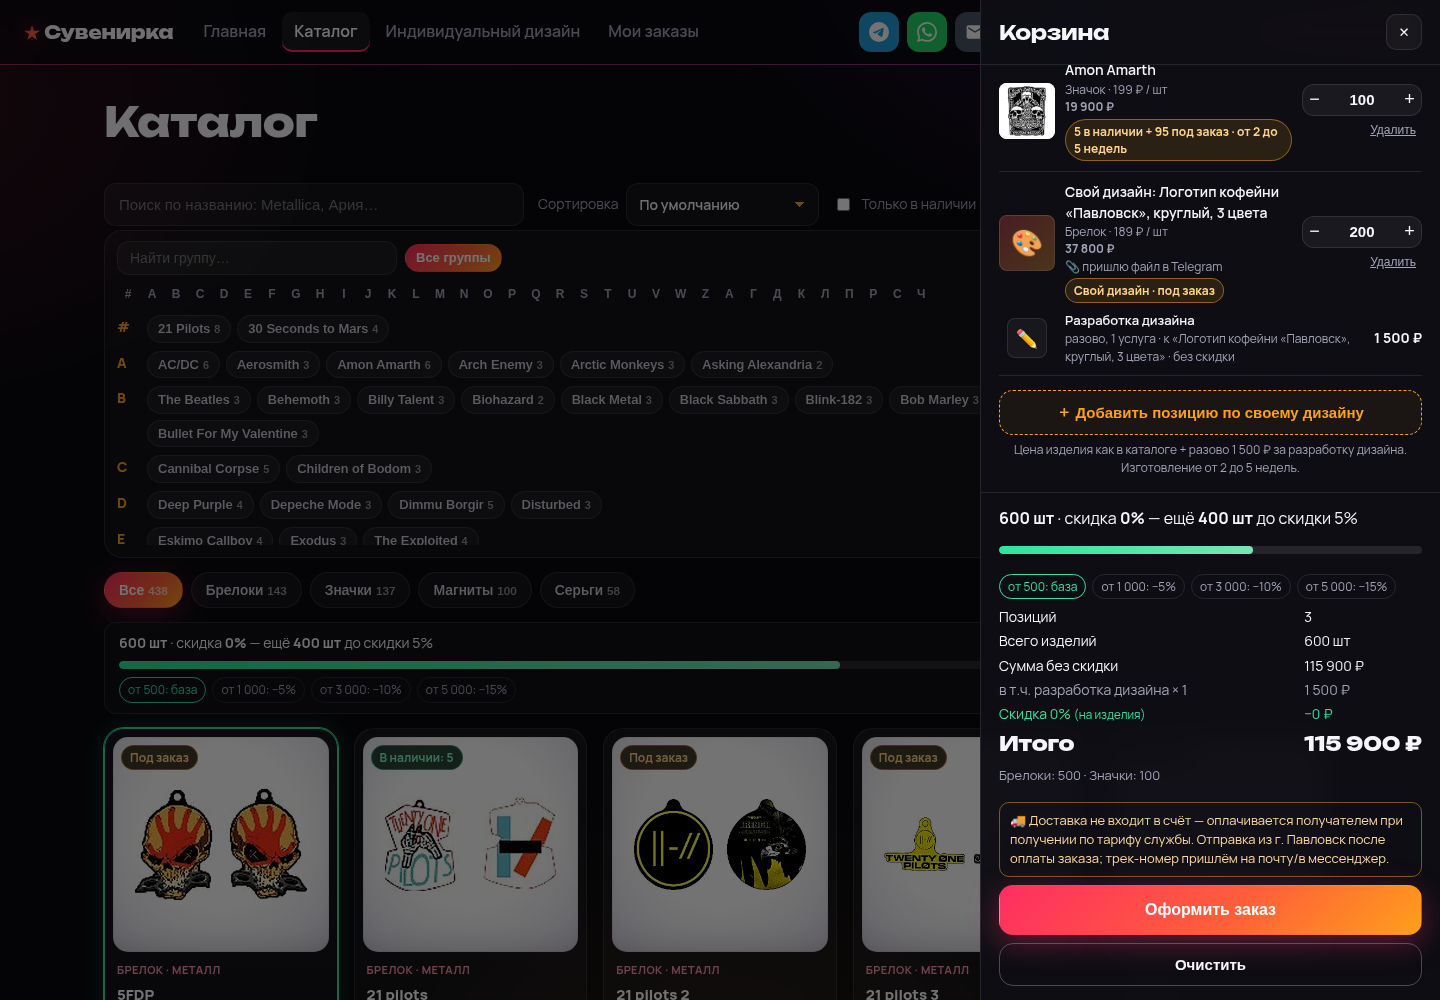 ★ Сувенирка Главная Каталог Индивидуальный дизайн Мои заказы
Каталог
Поиск по названию: Metallica, Ария…
Сортировка По умолчанию Только в наличии
Найти группу… Все группы
# A B C D E F G H I J K L M N O P Q R S T U V W Z А Г Д К Л П Р С Ч
# 21 Pilots 8 30 Seconds to Mars 4
A AC/DC 6 Aerosmith 3 Amon Amarth 6 Arch Enemy 3 Arctic Monkeys 3 Asking Alexandria 2
B The Beatles 3 Behemoth 3 Billy Talent 3 Biohazard 2 Black Metal 3 Black Sabbath 3 Blink-182 3 Bob Marley 3
Bullet For My Valentine 3
C Cannibal Corpse 5 Children of Bodom 3
D Deep Purple 4 Depeche Mode 3 Dimmu Borgir 5 Disturbed 3
E Eskimo Callboy 4 Exodus 3 The Exploited 4
Все 438 Брелоки 143 Значки 137 Магниты 100 Серьги 58
600 шт · скидка 0% — ещё 400 шт до скидки 5%
от 500: база от 1 000: −5% от 3 000: −10% от 5 000: −15%
Под заказ
БРЕЛОК · МЕТАЛЛ
5FDP
В наличии: 5
TWENTY ONE
PILOTS
БРЕЛОК · МЕТАЛЛ
21 pilots
Под заказ
БРЕЛОК · МЕТАЛЛ
21 pilots 2
Под заказ
TWENTY ONE
PILOTS
БРЕЛОК · МЕТАЛЛ
21 pilots 3
Корзина ×
Amon Amarth
Значок · 199 ₽ / шт
19 900 ₽
5 в наличии + 95 под заказ · от 2 до
5 недель
− 100 +
Удалить
Свой дизайн: Логотип кофейни
«Павловск», круглый, 3 цвета
Брелок · 189 ₽ / шт
37 800 ₽
📎 пришлю файл в Telegram
Свой дизайн · под заказ
− 200 +
Удалить
Разработка дизайна
разово, 1 услуга · к «Логотип кофейни «Павловск»,
круглый, 3 цвета» · без скидки
1 500 ₽
+ Добавить позицию по своему дизайну
Цена изделия как в каталоге + разово 1 500 ₽ за разработку дизайна.
Изготовление от 2 до 5 недель.
600 шт · скидка 0% — ещё 400 шт до скидки 5%
от 500: база от 1 000: −5% от 3 000: −10% от 5 000: −15%
Позиций 3
Всего изделий 600 шт
Сумма без скидки 115 900 ₽
в т.ч. разработка дизайна × 1 1 500 ₽
Скидка 0% (на изделия) −0 ₽
Итого 115 900 ₽
Брелоки: 500 · Значки: 100
🚚 Доставка не входит в счёт — оплачивается получателем при
получении по тарифу службы. Отправка из г. Павловск после
оплаты заказа; трек-номер пришлём на почту/в мессенджер.
Оформить заказ
Очистить